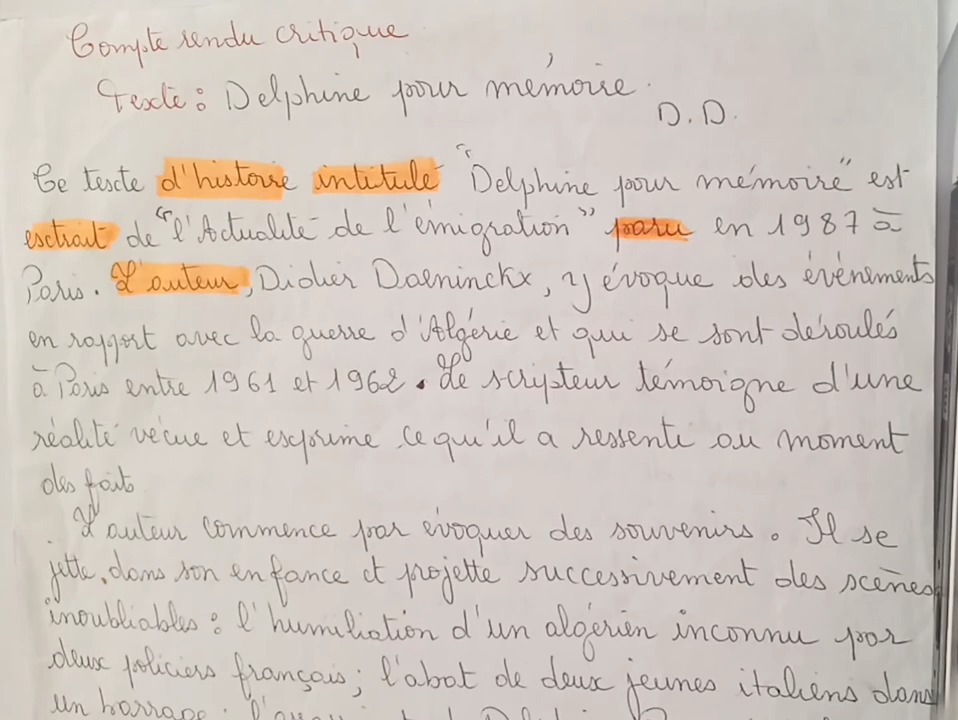 Compte rendu critique
Texte : Delphine pour mémoire.
D.D.
Ce texte d'histoire intitulé "Delphine pour mémoire" est
extrait de "l'Actualité de l'émigration" paru en 1987 à
Paris. L'auteur, Didier Daeninckx, y évoque des événements
en rapport avec la guerre d'Algérie et qui se sont déroulés
à Paris entre 1961 et 1962. Le scripteur témoigne d'une
réalité vécue et exprime ce qu'il a ressenti au moment
des faits
L'auteur commence par évoquer des souvenirs. Il se
jette dans son enfance et projette successivement des scènes
inoubliables : l'humiliation d'un algérien inconnu par
deux policiers français ; l'abat de deux jeunes italiens dans
un barrage ;